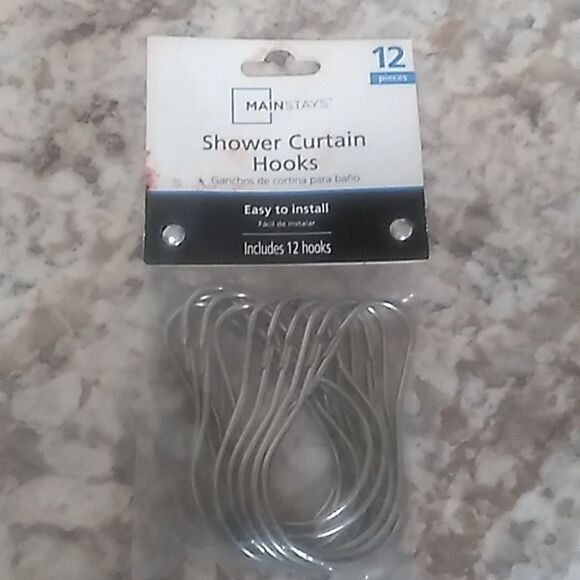 12
pieces
MAINSTAYS™
Shower Curtain
Hooks
Ganchos de cortina para baño
Easy to install
Fácil de instalar
Includes 12 hooks